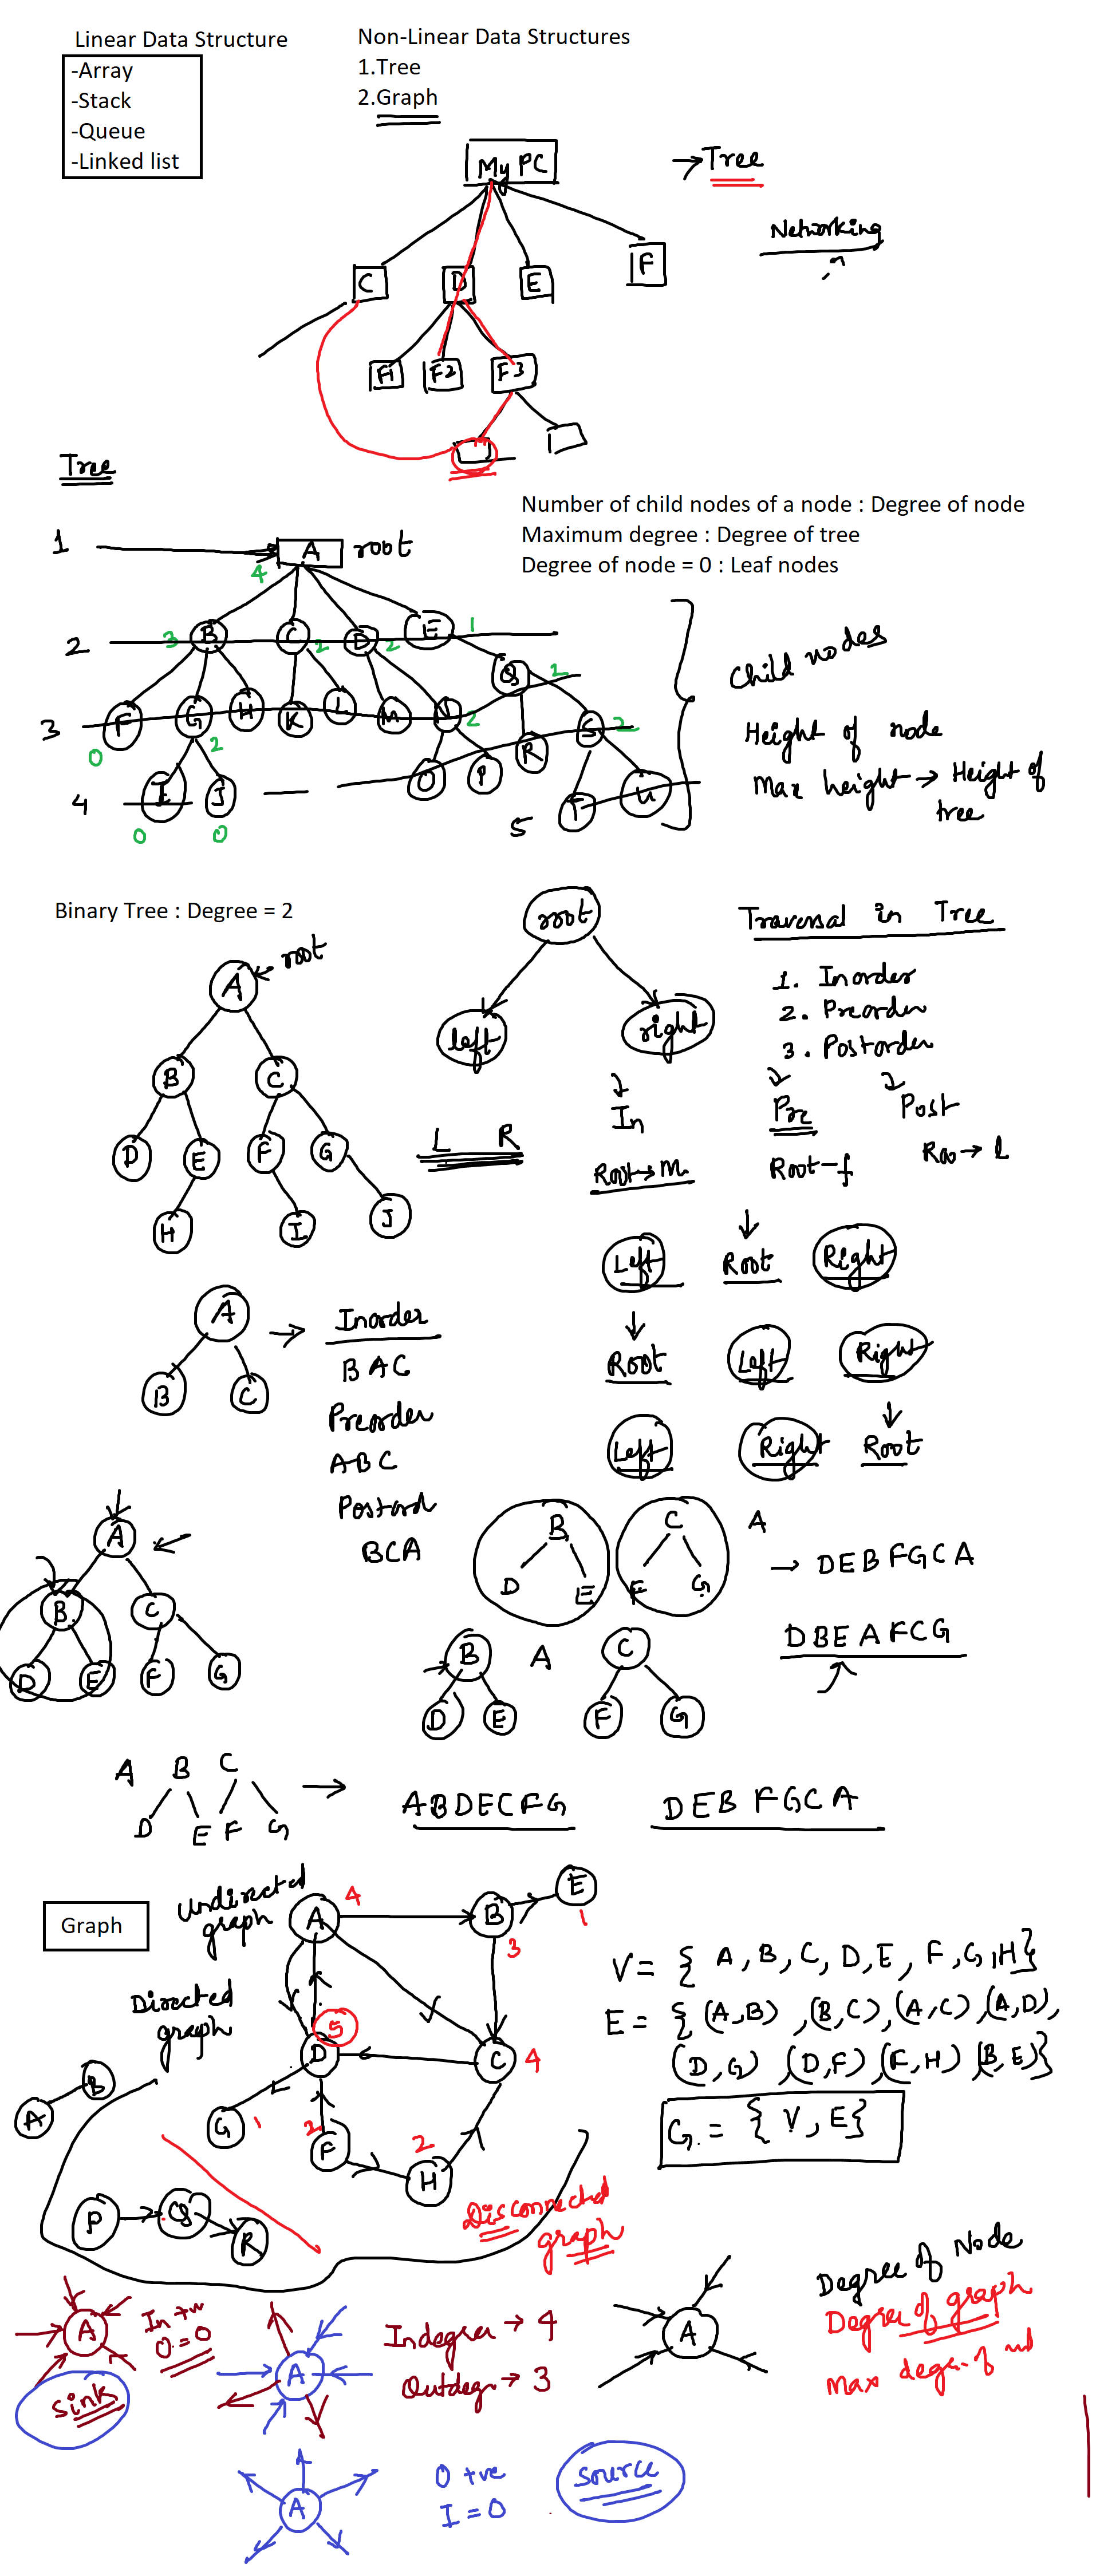 Linear Data Structure
-Array
-Stack
-Queue
-Linked list
Non-Linear Data Structures
1.Tree
2.Graph
My PC
→ Tree
Networking
C
D
E
F
F1
F2
F3
Tree
Number of child nodes of a node : Degree of node
Maximum degree : Degree of tree
Degree of node = 0 : Leaf nodes
1
A
root
4
2
3
B
C
2
D
2
E
1
Q
2
3
F
G
H
K
L
M
N
2
R
S
2
0
2
4
I
J
O
P
5
T
U
0
0
Child nodes
Height of node
Max height → Height of
tree
Binary Tree : Degree = 2
A
root
B
C
D
E
F
G
H
I
J
root
left
right
L R
Traversal in Tree
1. Inorder
2. Preorder
3. Postorder
In
Pre
Post
Root→m
Root-f
Roo→l
Left Root Right
Root Left Right
Left Right Root
A
B
C
→
Inorder
BAC
Preorder
ABC
Postord
BCA
A
B
C
D
E
F
G
B
D
E
C
F
G
A
→ DEBFGCA
B
A
C
D
E
F
G
DBEAFCG
A B C
D E F G
→
ABDECFG
DEBFGCA
Graph
Undirected
graph
Directed
graph
A
4
B
3
E
1
D
5
C
4
G
1
F
2
H
2
A
B
P
Q
R
V = { A, B, C, D, E, F, G, H}
E = { (A,B) , (B,C), (A,C), (A,D),
(D,G) , (D,F), (F,H) (B,E)}
G = { V, E}
Disconnected
graph
A
In +ve
O = 0
Sink
A
Indegree → 4
Outdeg. → 3
A
Degree of Node
Degree of graph
Max deg. of nd
A
O +ve
I = 0
Source